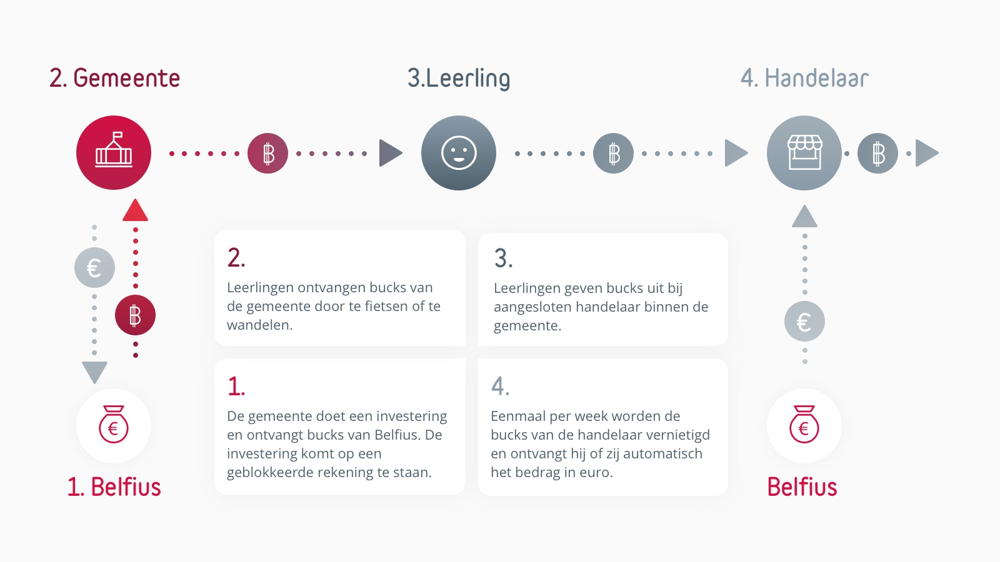 2. Gemeente
3.Leerling
4. Handelaar
€
2.
Leerlingen ontvangen bucks van
de gemeente door te fietsen of te
wandelen.
3.
Leerlingen geven bucks uit bij
aangesloten handelaar binnen de
gemeente.
€
1.
De gemeente doet een investering
en ontvangt bucks van Belfius. De
investering komt op een
geblokkeerde rekening te staan.
4.
Eenmaal per week worden de
bucks van de handelaar vernietigd
en ontvangt hij of zij automatisch
het bedrag in euro.
€
€
1. Belfius
Belfius